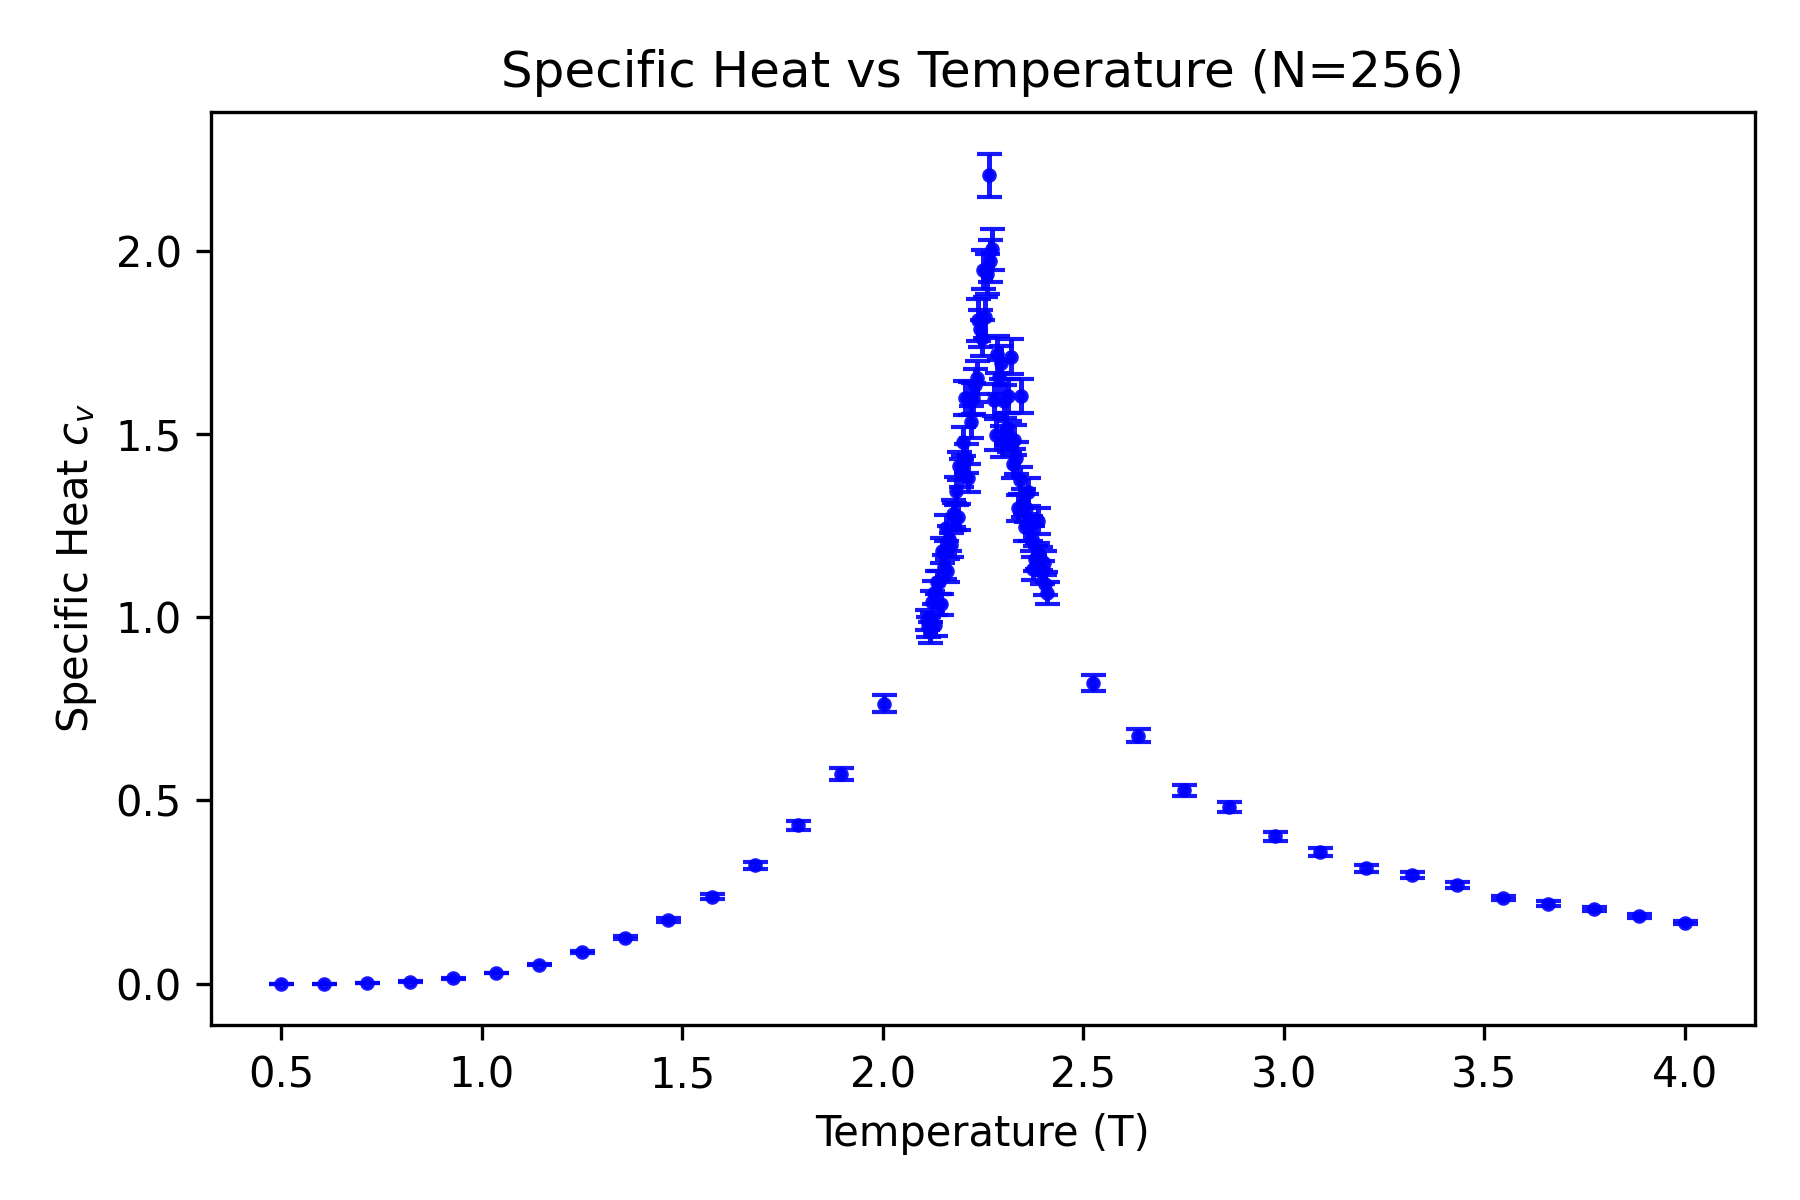 Specific Heat vs Temperature (N=256)
Specific Heat cᵥ
2.0
1.5
1.0
0.5
0.0
0.5 1.0 1.5 2.0 2.5 3.0 3.5 4.0
Temperature (T)